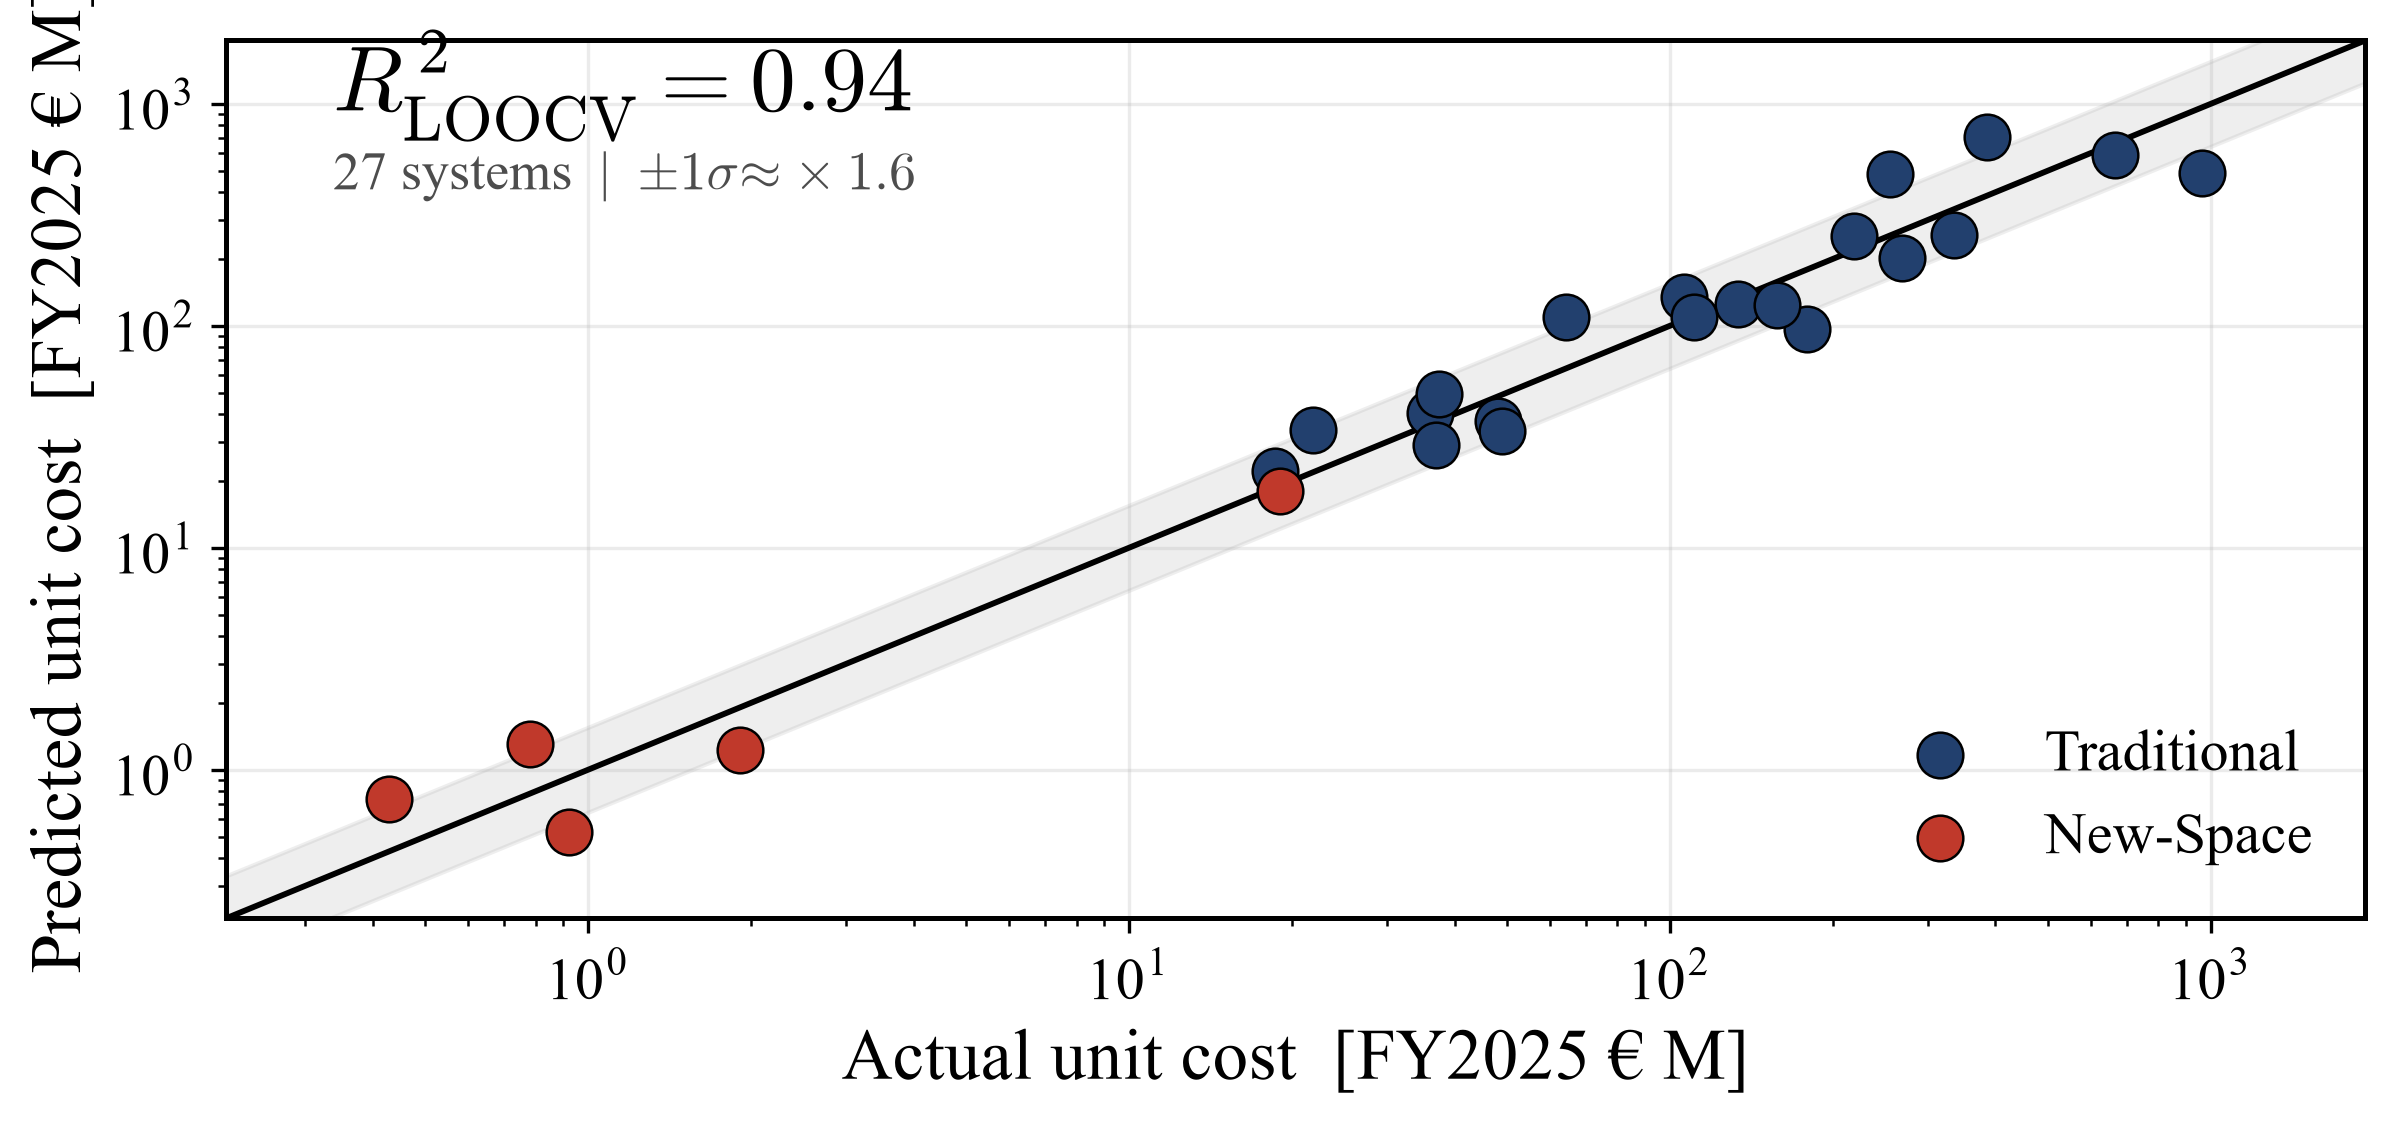 R²_LOOCV = 0.94
27 systems | ±1σ≈ × 1.6
Predicted unit cost [FY2025 € M]
10³
10²
10¹
10⁰
Traditional
New-Space
10⁰ 10¹ 10² 10³
Actual unit cost [FY2025 € M]